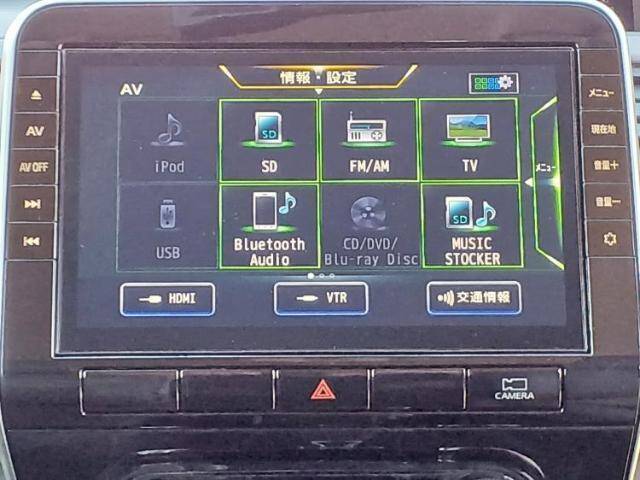 情報・設定
AV
iPod
SD
SD
FM/AM
TV
メニュー
USB
Bluetooth
Audio
CD/DVD/
Blu-ray Disc
SD
MUSIC
STOCKER
HDMI
VTR
交通情報
AV
AV OFF
メニュー
現在地
音量+
音量−
CAMERA